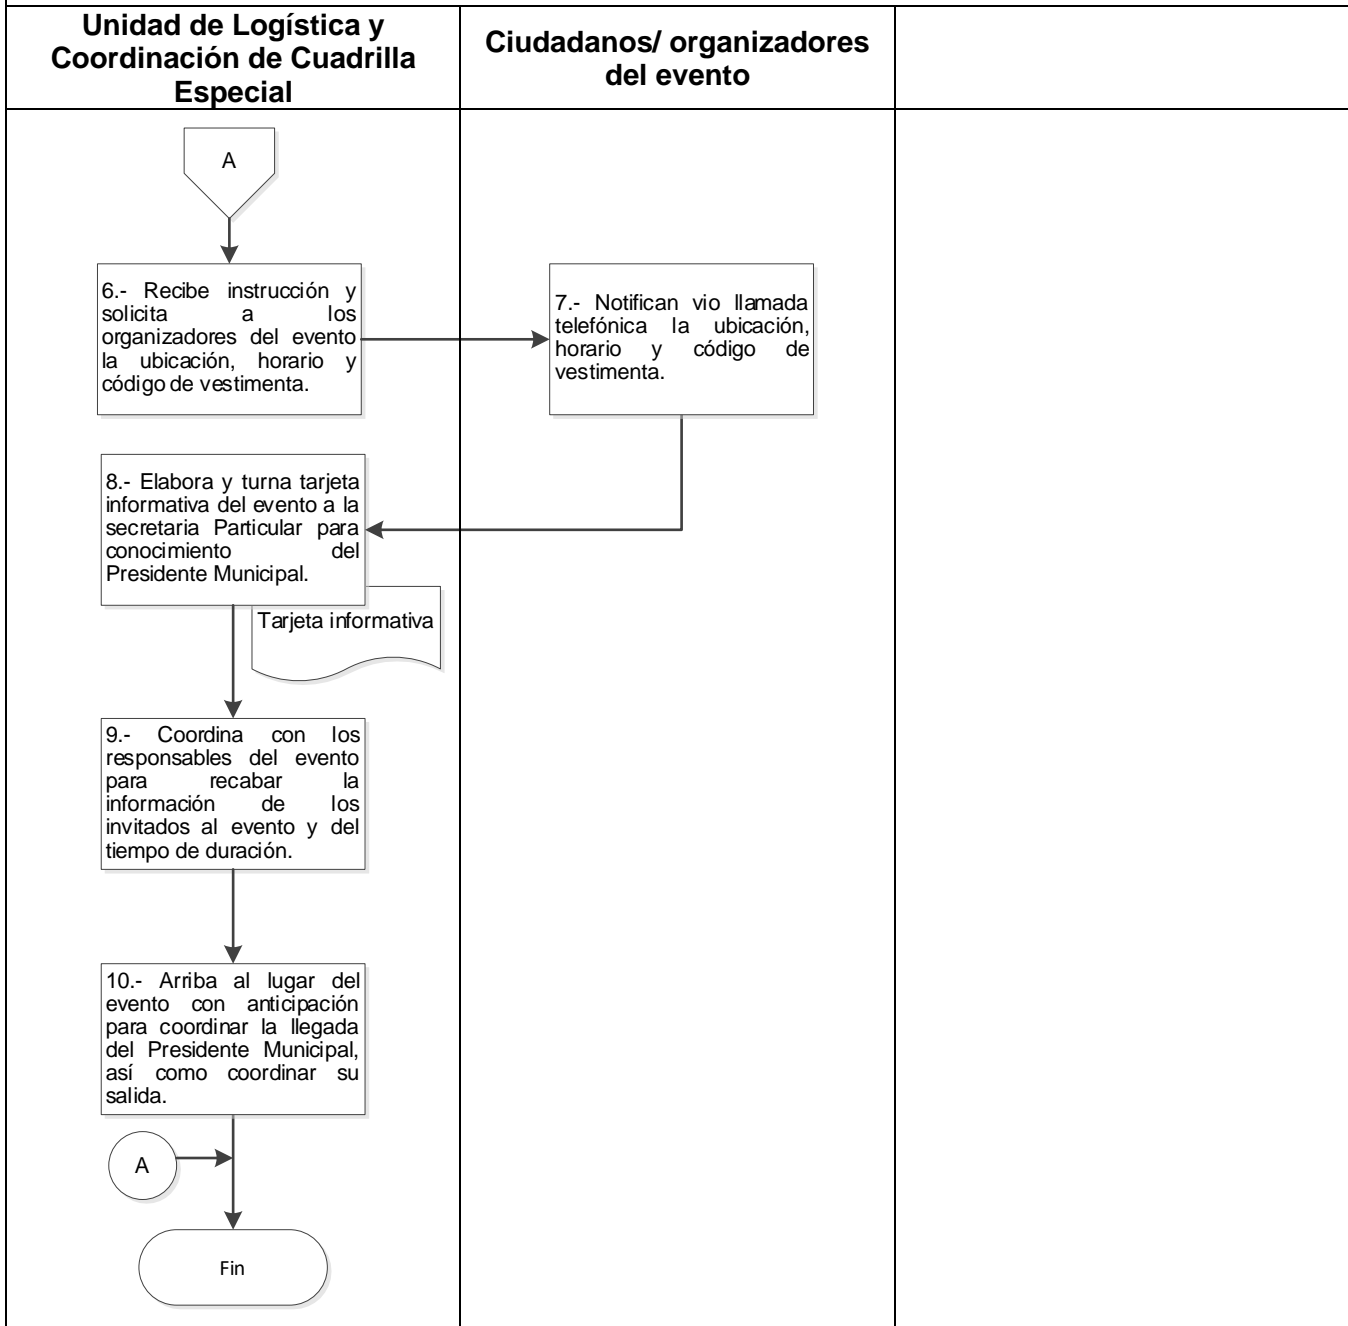 Unidad de Logística y
Coordinación de Cuadrilla
Especial
Ciudadanos/ organizadores
del evento
A
6.- Recibe instrucción y
solicita a los
organizadores del evento
la ubicación, horario y
código de vestimenta.
7.- Notifican vio llamada
telefónica la ubicación,
horario y código de
vestimenta.
8.- Elabora y turna tarjeta
informativa del evento a la
secretaria Particular para
conocimiento del
Presidente Municipal.
Tarjeta informativa
9.- Coordina con los
responsables del evento
para recabar la
información de los
invitados al evento y del
tiempo de duración.
10.- Arriba al lugar del
evento con anticipación
para coordinar la llegada
del Presidente Municipal,
así como coordinar su
salida.
A
Fin